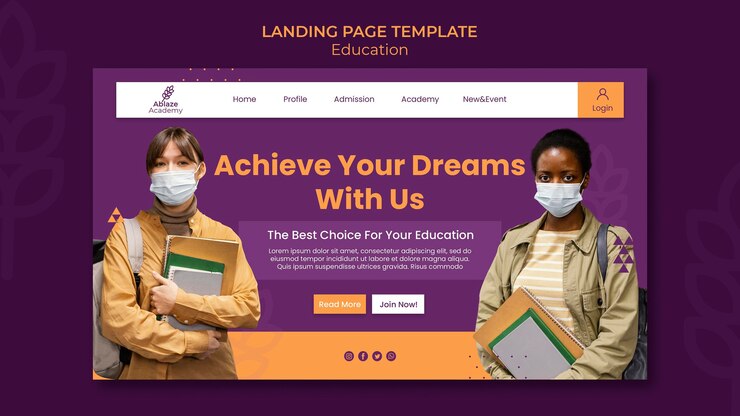 LANDING PAGE TEMPLATE
Education
Ablaze
Academy
Home Profile Admission Academy New&Event
Login
Achieve Your Dreams
With Us
The Best Choice For Your Education
Lorem ipsum dolor sit amet, consectetur adipiscing elit, sed do
eiusmod tempor incididunt ut labore et dolore magna aliqua.
Quis ipsum suspendisse ultrices gravida. Risus commodo
Read More Join Now!